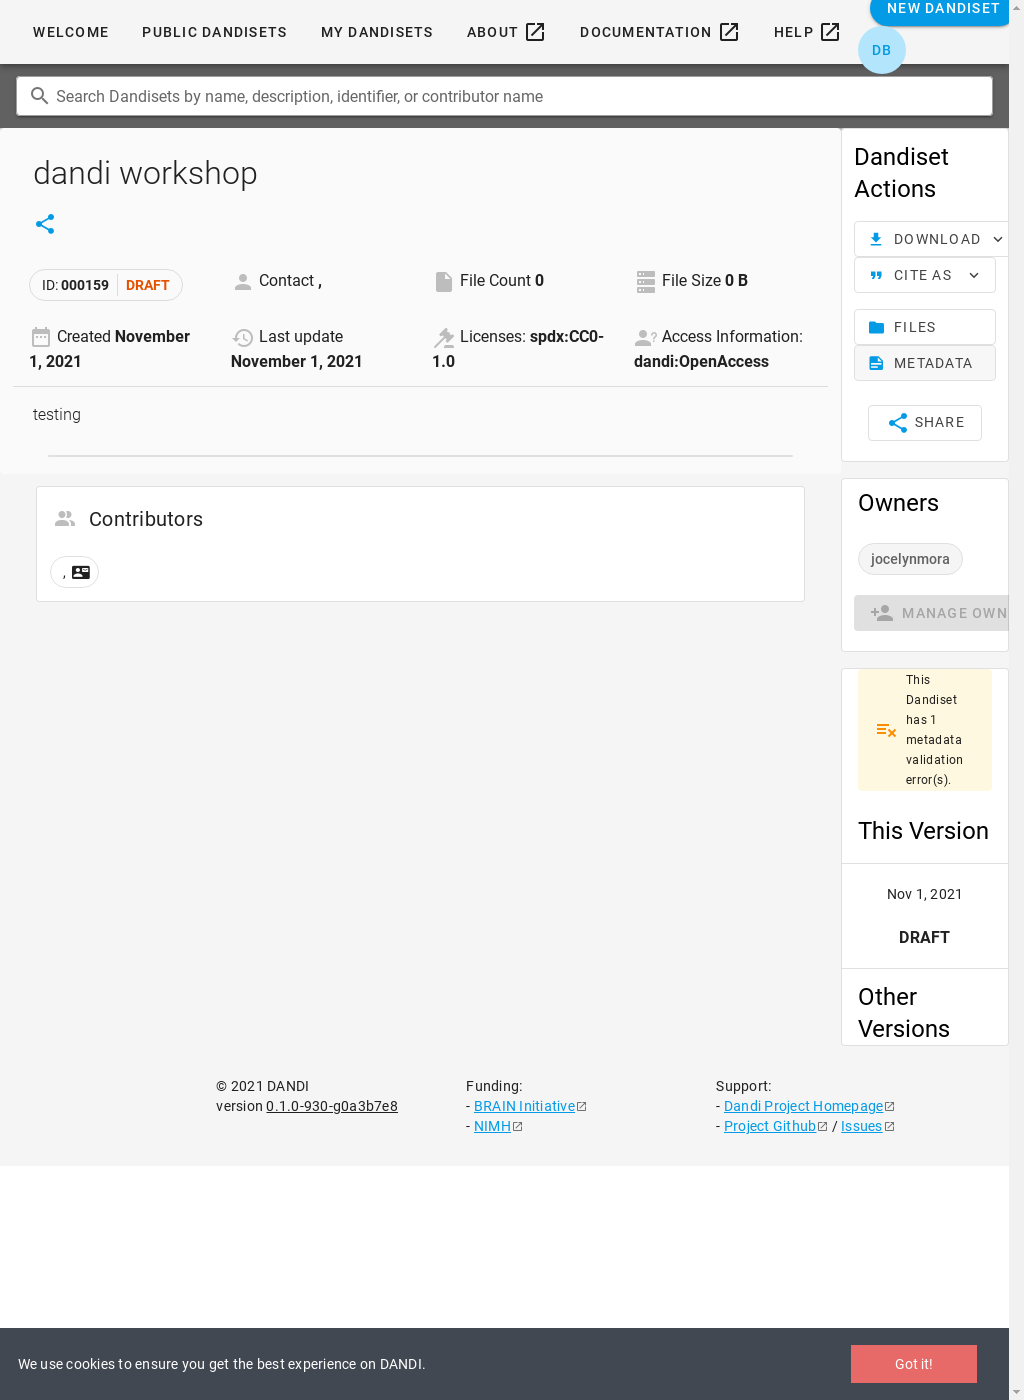 WELCOME
PUBLIC DANDISETS
MY DANDISETS
ABOUT
DOCUMENTATION
HELP
NEW DANDISET
DB
Search Dandisets by name, description, identifier, or contributor name
dandi workshop
ID: 000159 DRAFT
Contact ,
File Count 0
File Size 0 B
Created November
1, 2021
Last update
November 1, 2021
Licenses: spdx:CC0-
1.0
Access Information:
dandi:OpenAccess
testing
Contributors
,
Dandiset
Actions
DOWNLOAD
CITE AS
FILES
METADATA
SHARE
Owners
jocelynmora
MANAGE OWN
This
Dandiset
has 1
metadata
validation
error(s).
This Version
Nov 1, 2021
DRAFT
Other
Versions
© 2021 DANDI
version 0.1.0-930-g0a3b7e8
Funding:
- BRAIN Initiative
- NIMH
Support:
- Dandi Project Homepage
- Project Github / Issues
We use cookies to ensure you get the best experience on DANDI.
Got it!